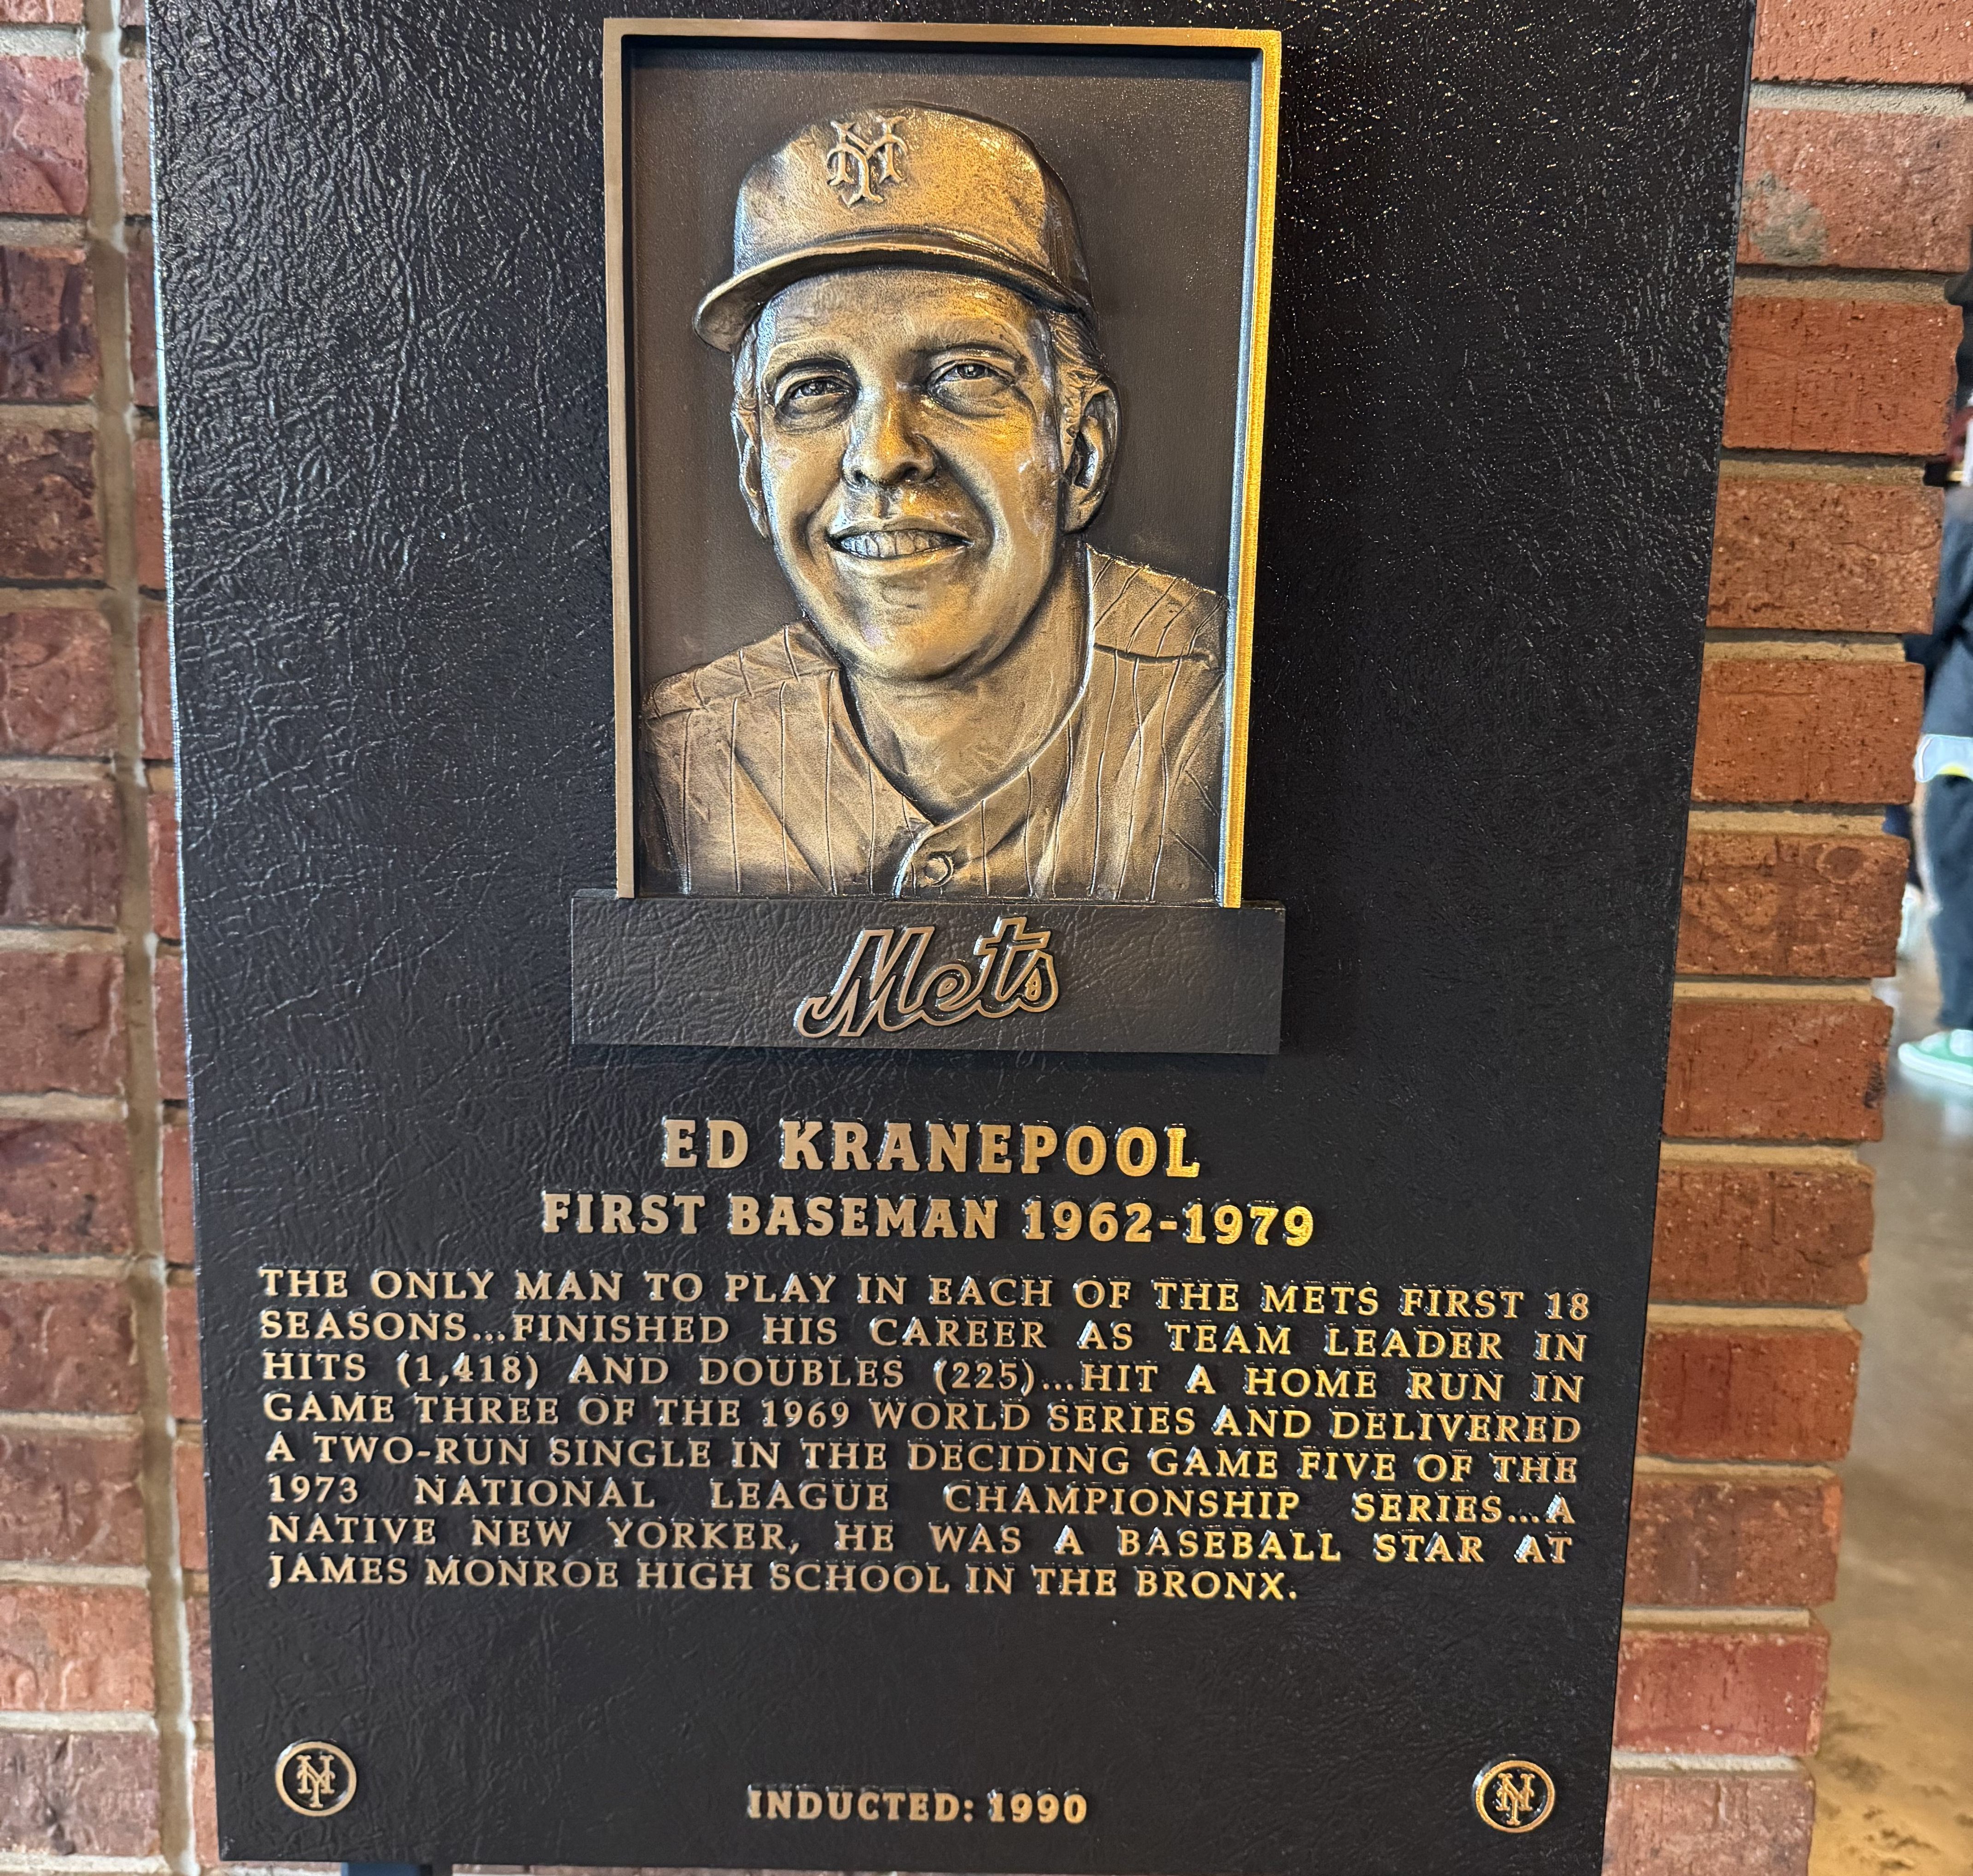 NY
Mets
ED KRANEPOOL
FIRST BASEMAN 1962-1979
THE ONLY MAN TO PLAY IN EACH OF THE METS FIRST 18
SEASONS...FINISHED HIS CAREER AS TEAM LEADER IN
HITS (1,418) AND DOUBLES (225)...HIT A HOME RUN IN
GAME THREE OF THE 1969 WORLD SERIES AND DELIVERED
A TWO-RUN SINGLE IN THE DECIDING GAME FIVE OF THE
1973 NATIONAL LEAGUE CHAMPIONSHIP SERIES...A
NATIVE NEW YORKER, HE WAS A BASEBALL STAR AT
JAMES MONROE HIGH SCHOOL IN THE BRONX.
NY
INDUCTED: 1990
NY